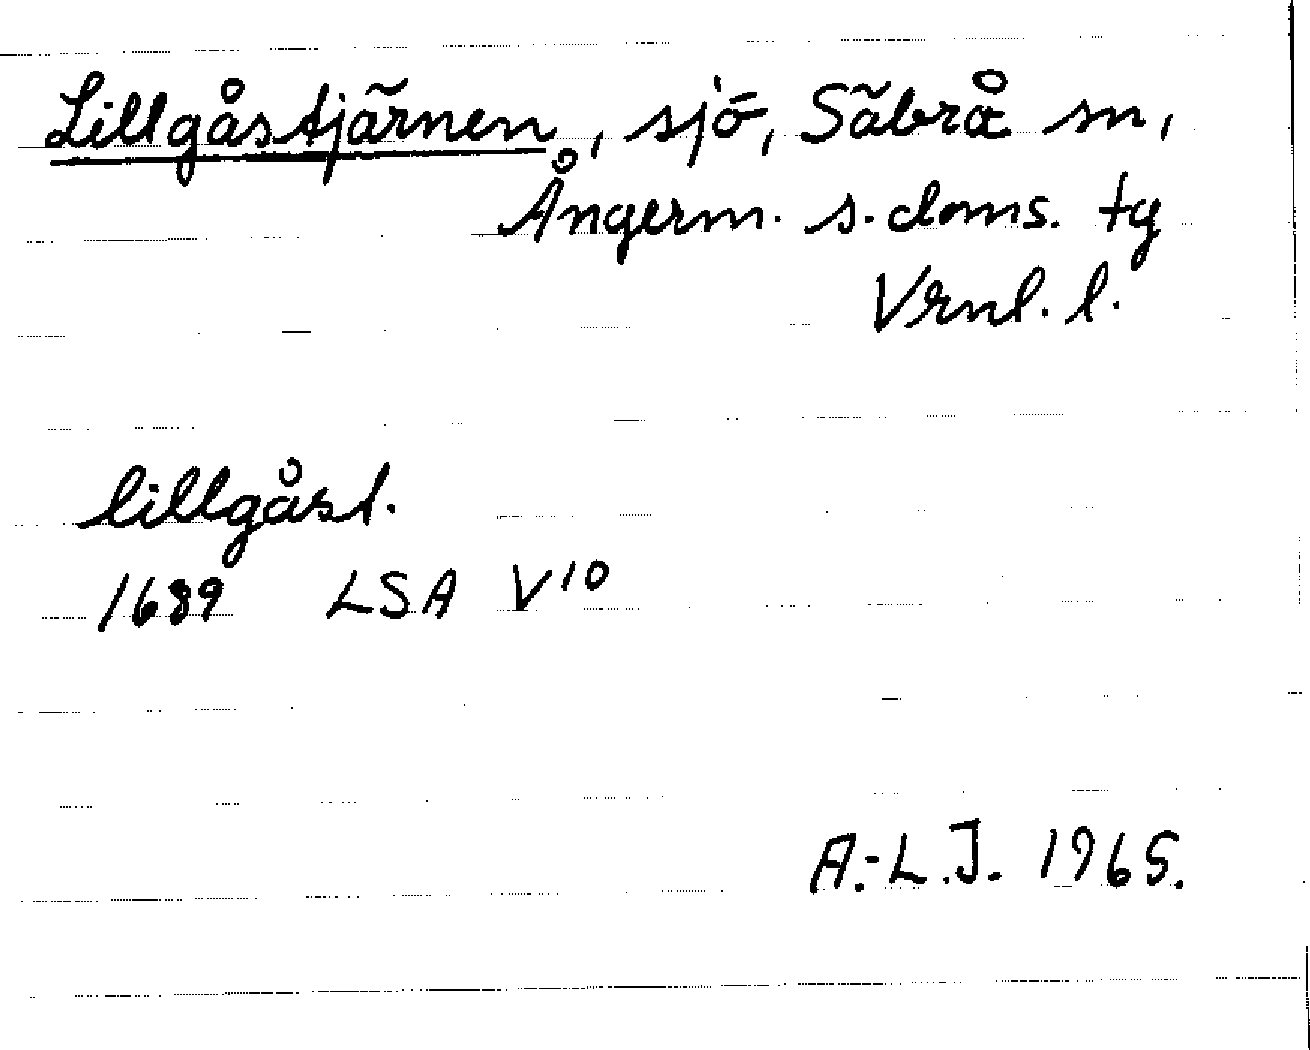 Lillgåstjärnen, sjö, Säbrå sn,
Ångerm. s. doms. tg
Vrnl. l.
lillgåst.
1689 LSA V10
A.-L.J. 1965.